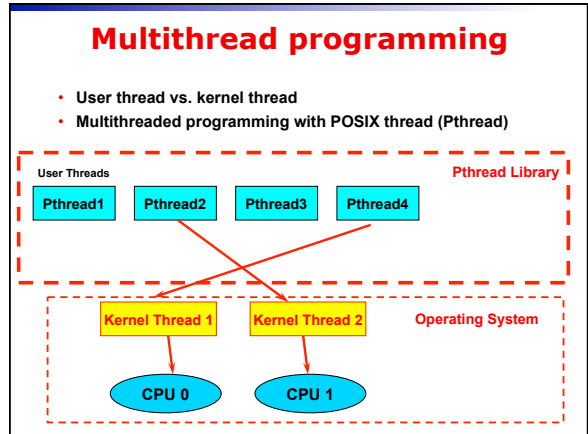 Multithread programming
• User thread vs. kernel thread
• Multithreaded programming with POSIX thread (Pthread)
User Threads
Pthread Library
Pthread1 Pthread2 Pthread3 Pthread4
Kernel Thread 1 Kernel Thread 2 Operating System
CPU 0 CPU 1